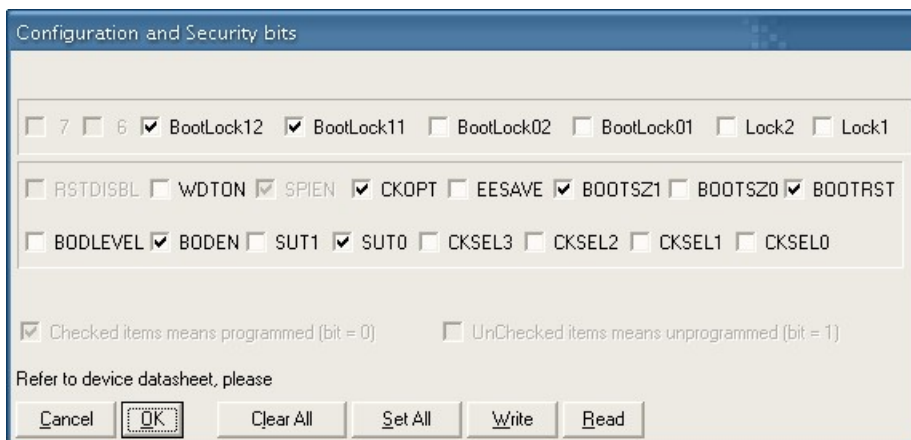 Configuration and Security bits
7 6 BootLock12 BootLock11 BootLock02 BootLock01 Lock2 Lock1
RSTDISBL WDTON SPIEN CKOPT EESAVE BOOTSZ1 BOOTSZ0 BOOTRST
BODLEVEL BODEN SUT1 SUT0 CKSEL3 CKSEL2 CKSEL1 CKSEL0
Checked items means programmed (bit = 0) UnChecked items means unprogrammed (bit = 1)
Refer to device datasheet, please
Cancel OK Clear All Set All Write Read